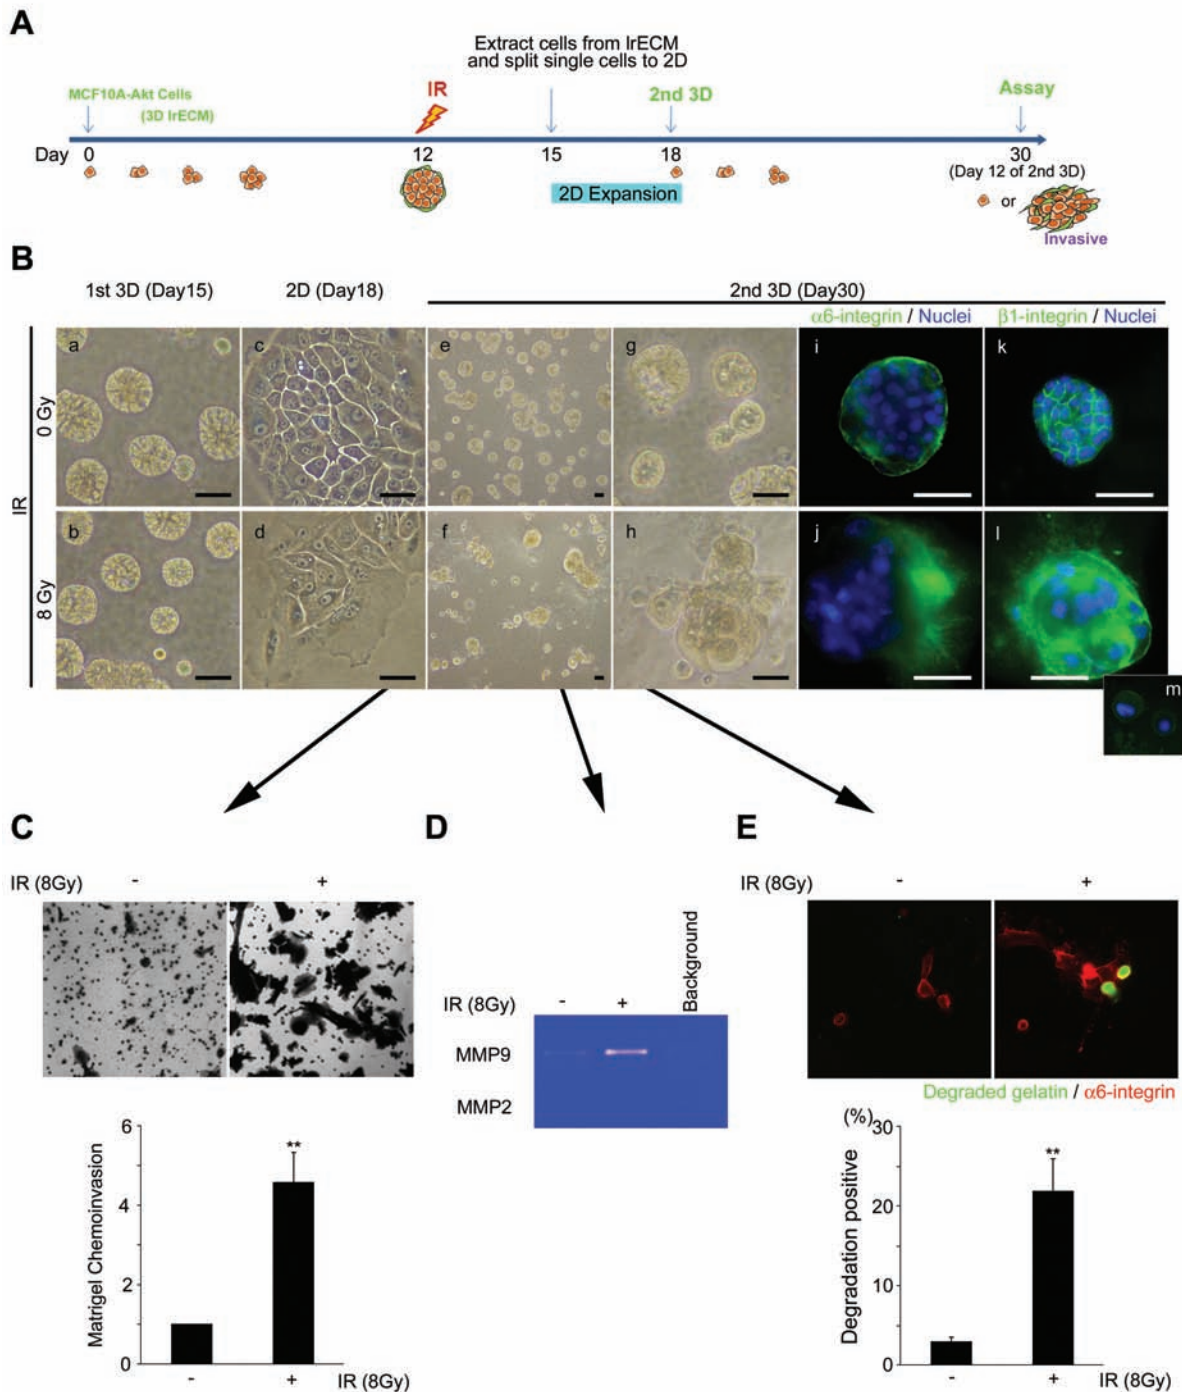 A
Extract cells from lrECM
and split single cells to 2D
MCF10A-Akt Cells
(3D lrECM)
IR
2nd 3D
Assay
Day 0 12 15 18 30
(Day 12 of 2nd 3D)
2D Expansion
or
Invasive
B
1st 3D (Day15) 2D (Day18) 2nd 3D (Day30)
α6-integrin / Nuclei β1-integrin / Nuclei
IR
0 Gy
a c e g i k
8 Gy
b d f h j l
m
C
IR (8Gy) - +
Matrigel Chemoinvasion
6
4
2
0
- + IR (8Gy)
**
D
IR (8Gy) - + Background
MMP9
MMP2
E
IR (8Gy) - +
Degraded gelatin / α6-integrin
(%)
Degradation positive
30
20
10
0
**
- + IR (8Gy)